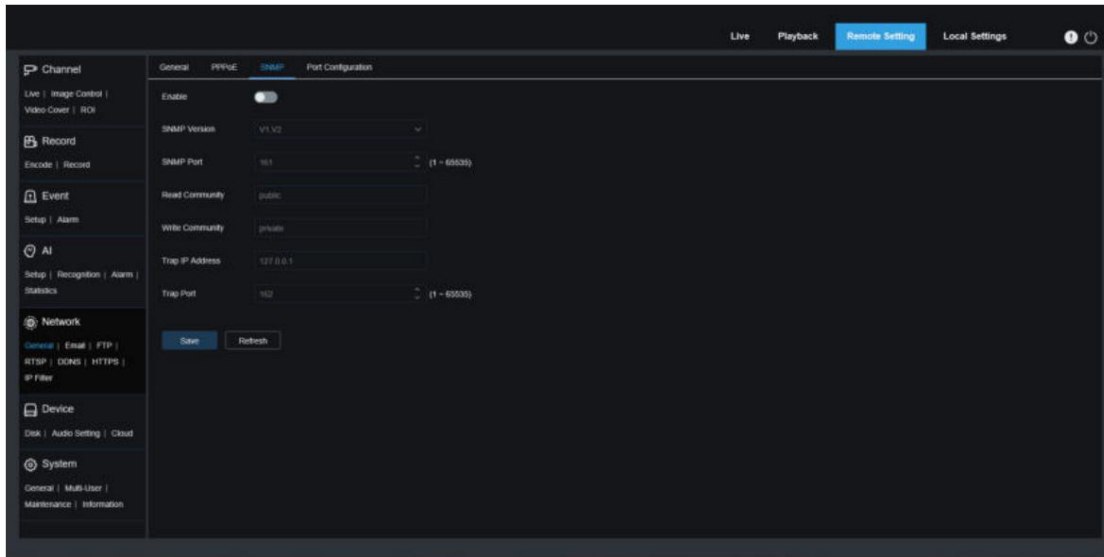 Live Playback Remote Setting Local Settings
Channel
Live | Image Control |
Video Cover | ROI
Record
Encode | Record
Event
Setup | Alarm
AI
Setup | Recognition | Alarm |
Statistics
Network
General | Email | FTP |
RTSP | DDNS | HTTPS |
IP Filter
Device
Disk | Audio Setting | Cloud
System
General | Multi-User |
Maintenance | Information
General PPPoE SNMP Port Configuration
Enable
SNMP Version V1,V2
SNMP Port 161 (1 ~ 65535)
Read Community public
Write Community private
Trap IP Address 127.0.0.1
Trap Port 162 (1 ~ 65535)
Save Refresh